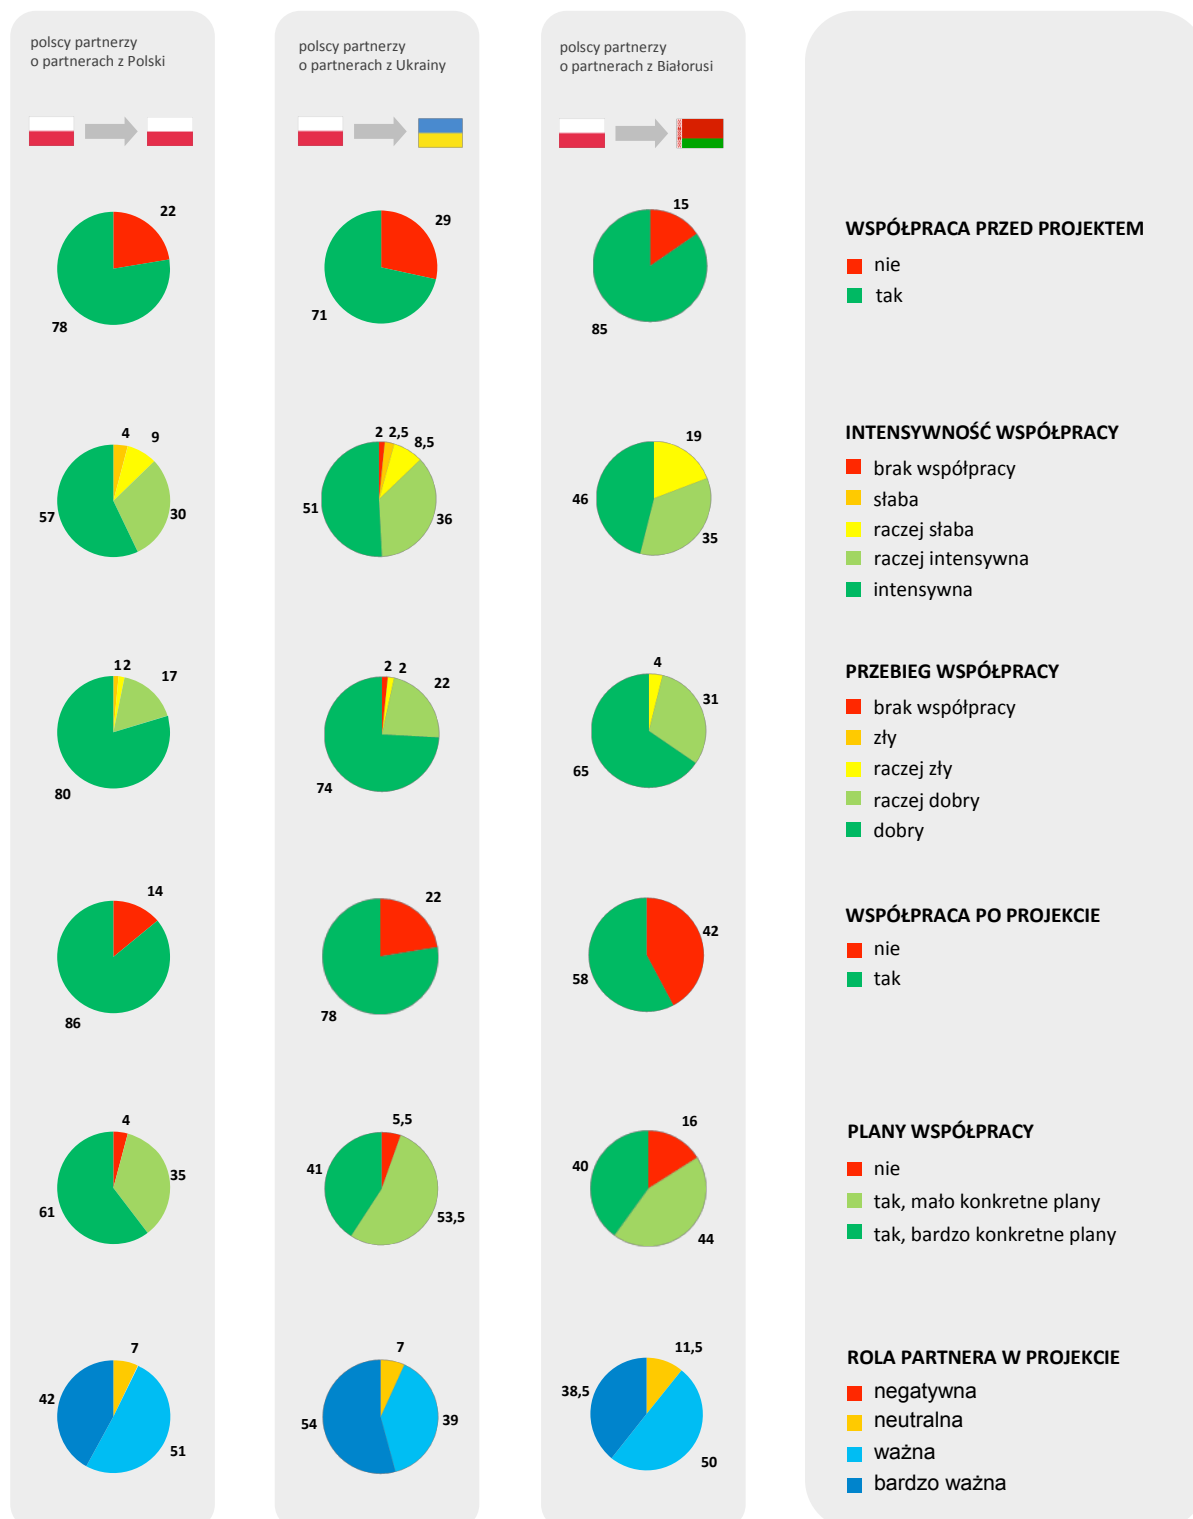 polscy partnerzy
o partnerach z Polski
polscy partnerzy
o partnerach z Ukrainy
polscy partnerzy
o partnerach z Białorusi
22
78
29
71
15
85
WSPÓŁPRACA PRZED PROJEKTEM
nie
tak
4
9
30
57
2
2,5
8,5
36
51
19
35
46
INTENSYWNOŚĆ WSPÓŁPRACY
brak współpracy
słaba
raczej słaba
raczej intensywna
intensywna
1
2
17
80
2
2
22
74
4
31
65
PRZEBIEG WSPÓŁPRACY
brak współpracy
zły
raczej zły
raczej dobry
dobry
14
86
22
78
42
58
WSPÓŁPRACA PO PROJEKCIE
nie
tak
4
35
61
5,5
53,5
41
16
44
40
PLANY WSPÓŁPRACY
nie
tak, mało konkretne plany
tak, bardzo konkretne plany
7
51
42
7
39
54
11,5
50
38,5
ROLA PARTNERA W PROJEKCIE
negatywna
neutralna
ważna
bardzo ważna